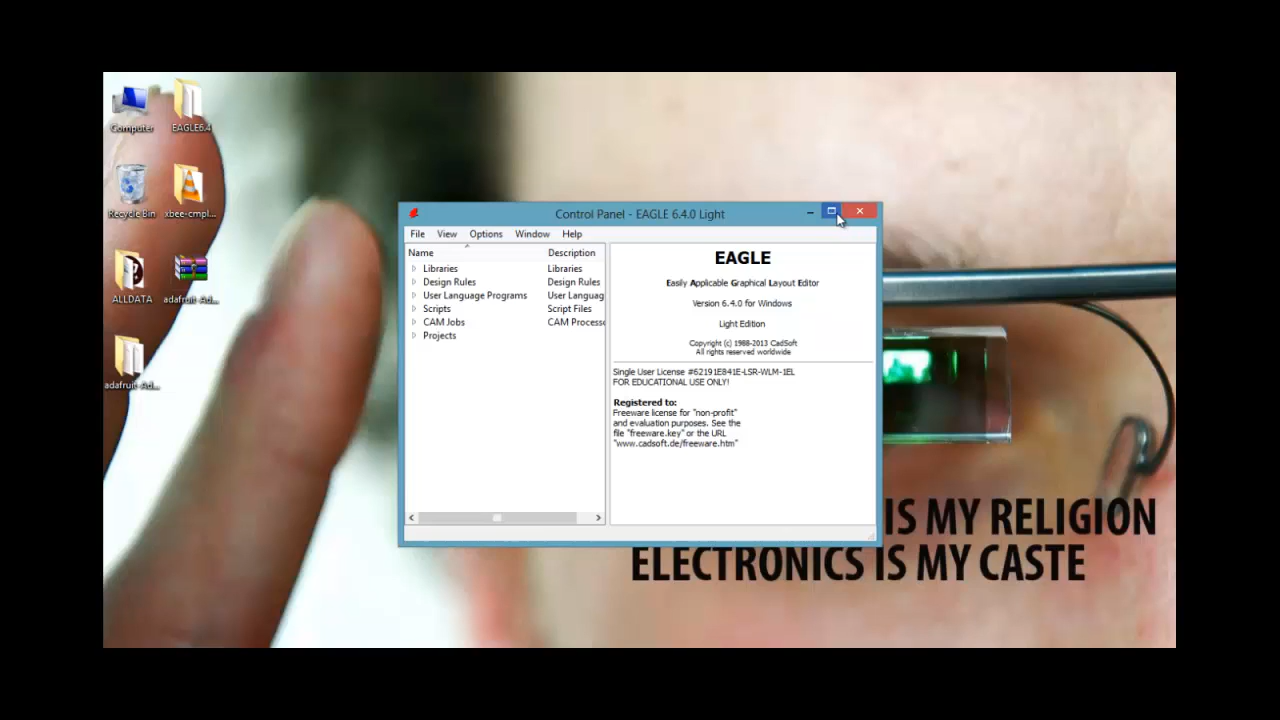 Computer
EAGLE6.4
Recycle Bin
xbee-cmpl...
ALLDATA
adafruit-Ad...
adafruit-Ad...
Control Panel - EAGLE 6.4.0 Light
File View Options Window Help
Name Description
Libraries Libraries
Design Rules Design Rules
User Language Programs User Languag
Scripts Script Files
CAM Jobs CAM Processo
Projects
EAGLE
Easily Applicable Graphical Layout Editor
Version 6.4.0 for Windows
Light Edition
Copyright (c) 1988-2013 CadSoft
All rights reserved worldwide
Single User License #62191E841E-LSR-WLM-1EL
FOR EDUCATIONAL USE ONLY!
Registered to:
Freeware license for "non-profit"
and evaluation purposes. See the
file "freeware.key" or the URL
"www.cadsoft.de/freeware.htm"
IS MY RELIGION
ELECTRONICS IS MY CASTE